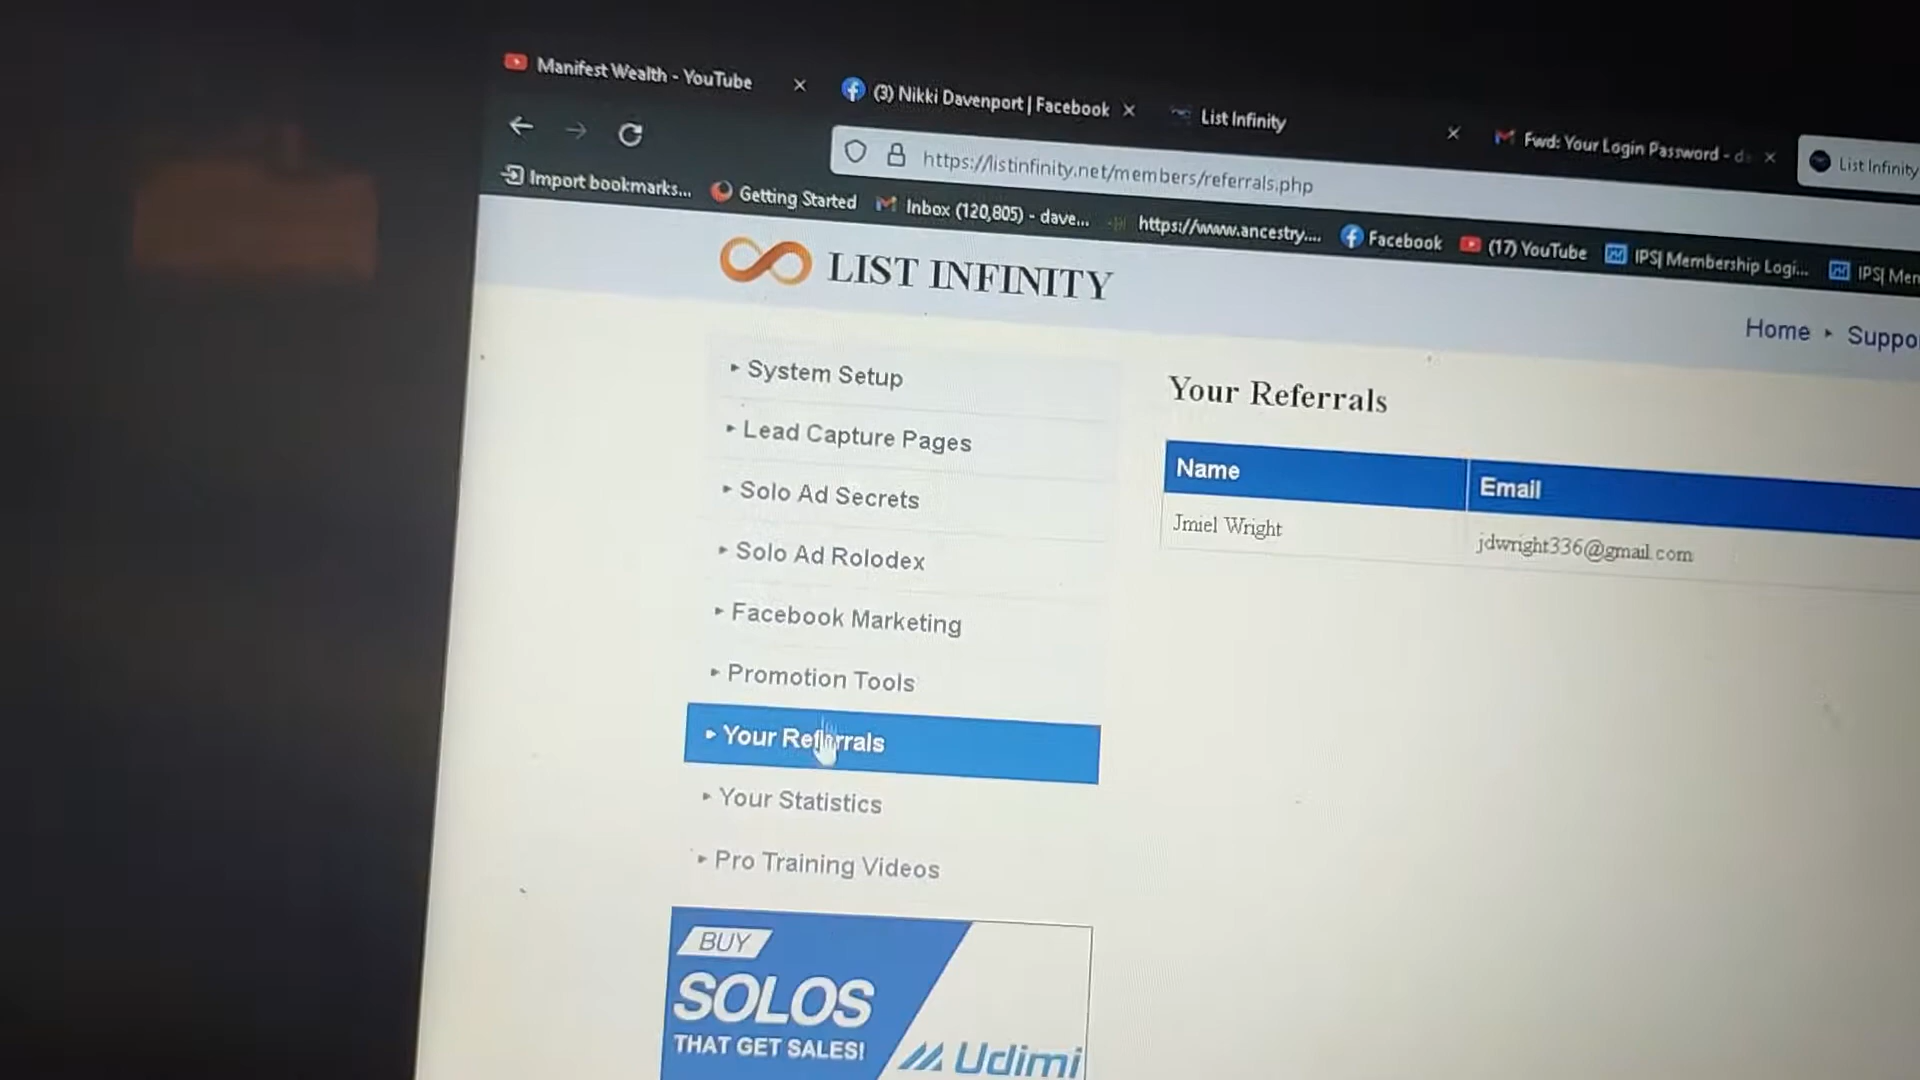 Manifest Wealth - YouTube
(3) Nikki Davenport | Facebook
List Infinity
Fwd: Your Login Password - d
List Infinity
https://listinfinity.net/members/referrals.php
Import bookmarks...
Getting Started
Inbox (120,805) - dave...
https://www.ancestry....
Facebook
(17) YouTube
IPS| Membership Logi...
IPS| Mem
LIST INFINITY
Home
Suppo
System Setup
Lead Capture Pages
Solo Ad Secrets
Solo Ad Rolodex
Facebook Marketing
Promotion Tools
Your Referrals
Your Statistics
Pro Training Videos
Your Referrals
Name Email
Jmiel Wright jdwright336@gmail.com
BUY
SOLOS
THAT GET SALES!
Udimi